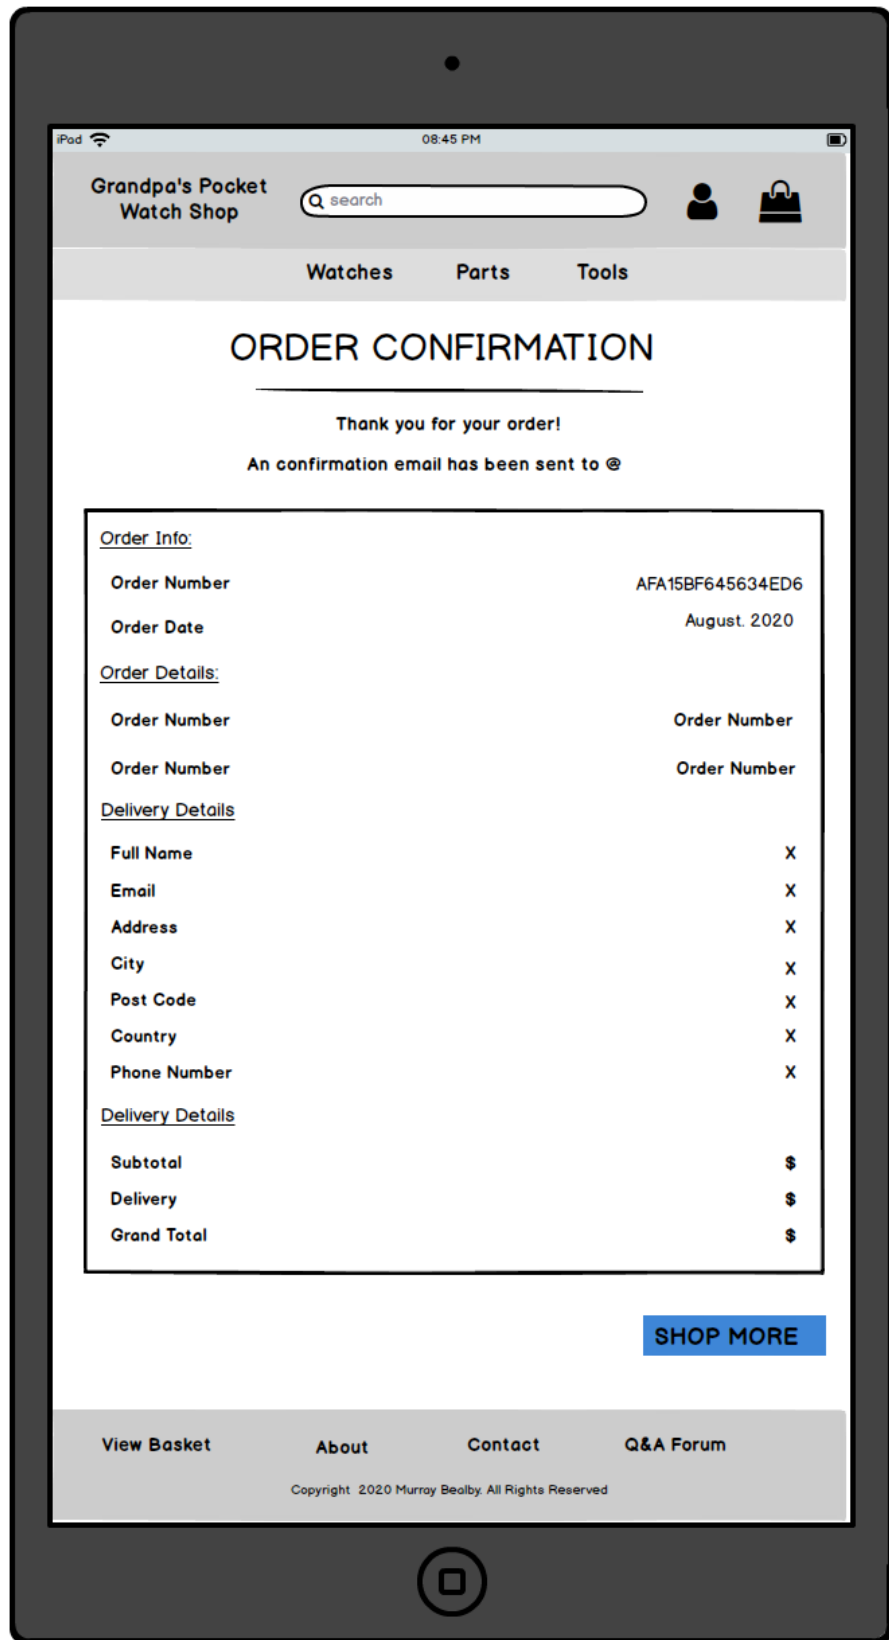 iPad
08:45 PM
Grandpa's Pocket
Watch Shop
search
Watches Parts Tools
ORDER CONFIRMATION
Thank you for your order!
An confirmation email has been sent to @
Order Info:
Order Number AFA15BF645634ED6
Order Date August. 2020
Order Details:
Order Number Order Number
Order Number Order Number
Delivery Details
Full Name X
Email X
Address X
City X
Post Code X
Country X
Phone Number X
Delivery Details
Subtotal $
Delivery $
Grand Total $
SHOP MORE
View Basket About Contact Q&A Forum
Copyright 2020 Murray Bealby. All Rights Reserved